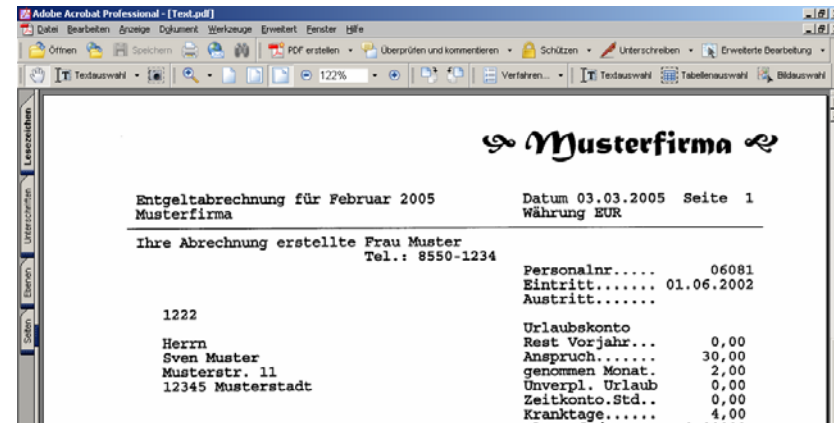 Adobe Acrobat Professional - [Text.pdf]
Datei Bearbeiten Anzeige Dokument Werkzeuge Erweitert Fenster Hilfe
Öffnen Speichern PDF erstellen Überprüfen und kommentieren Schützen Unterschreiben Erweiterte Bearbeitung
Textauswahl 122% Verfahren... Textauswahl Tabellenauswahl Bildauswahl
Lesezeichen
Unterschriften
Ebenen
Seiten
Musterfirma
Entgeltabrechnung für Februar 2005 Datum 03.03.2005 Seite 1
Musterfirma Währung EUR
Ihre Abrechnung erstellte Frau Muster
Tel.: 8550-1234
Personalnr..... 06081
Eintritt....... 01.06.2002
Austritt.......
1222
Urlaubskonto
Herrn Rest Vorjahr... 0,00
Sven Muster Anspruch....... 30,00
Musterstr. 11 genommen Monat. 2,00
12345 Musterstadt Unverpl. Urlaub 0,00
Zeitkonto.Std.. 0,00
Kranktage...... 4,00